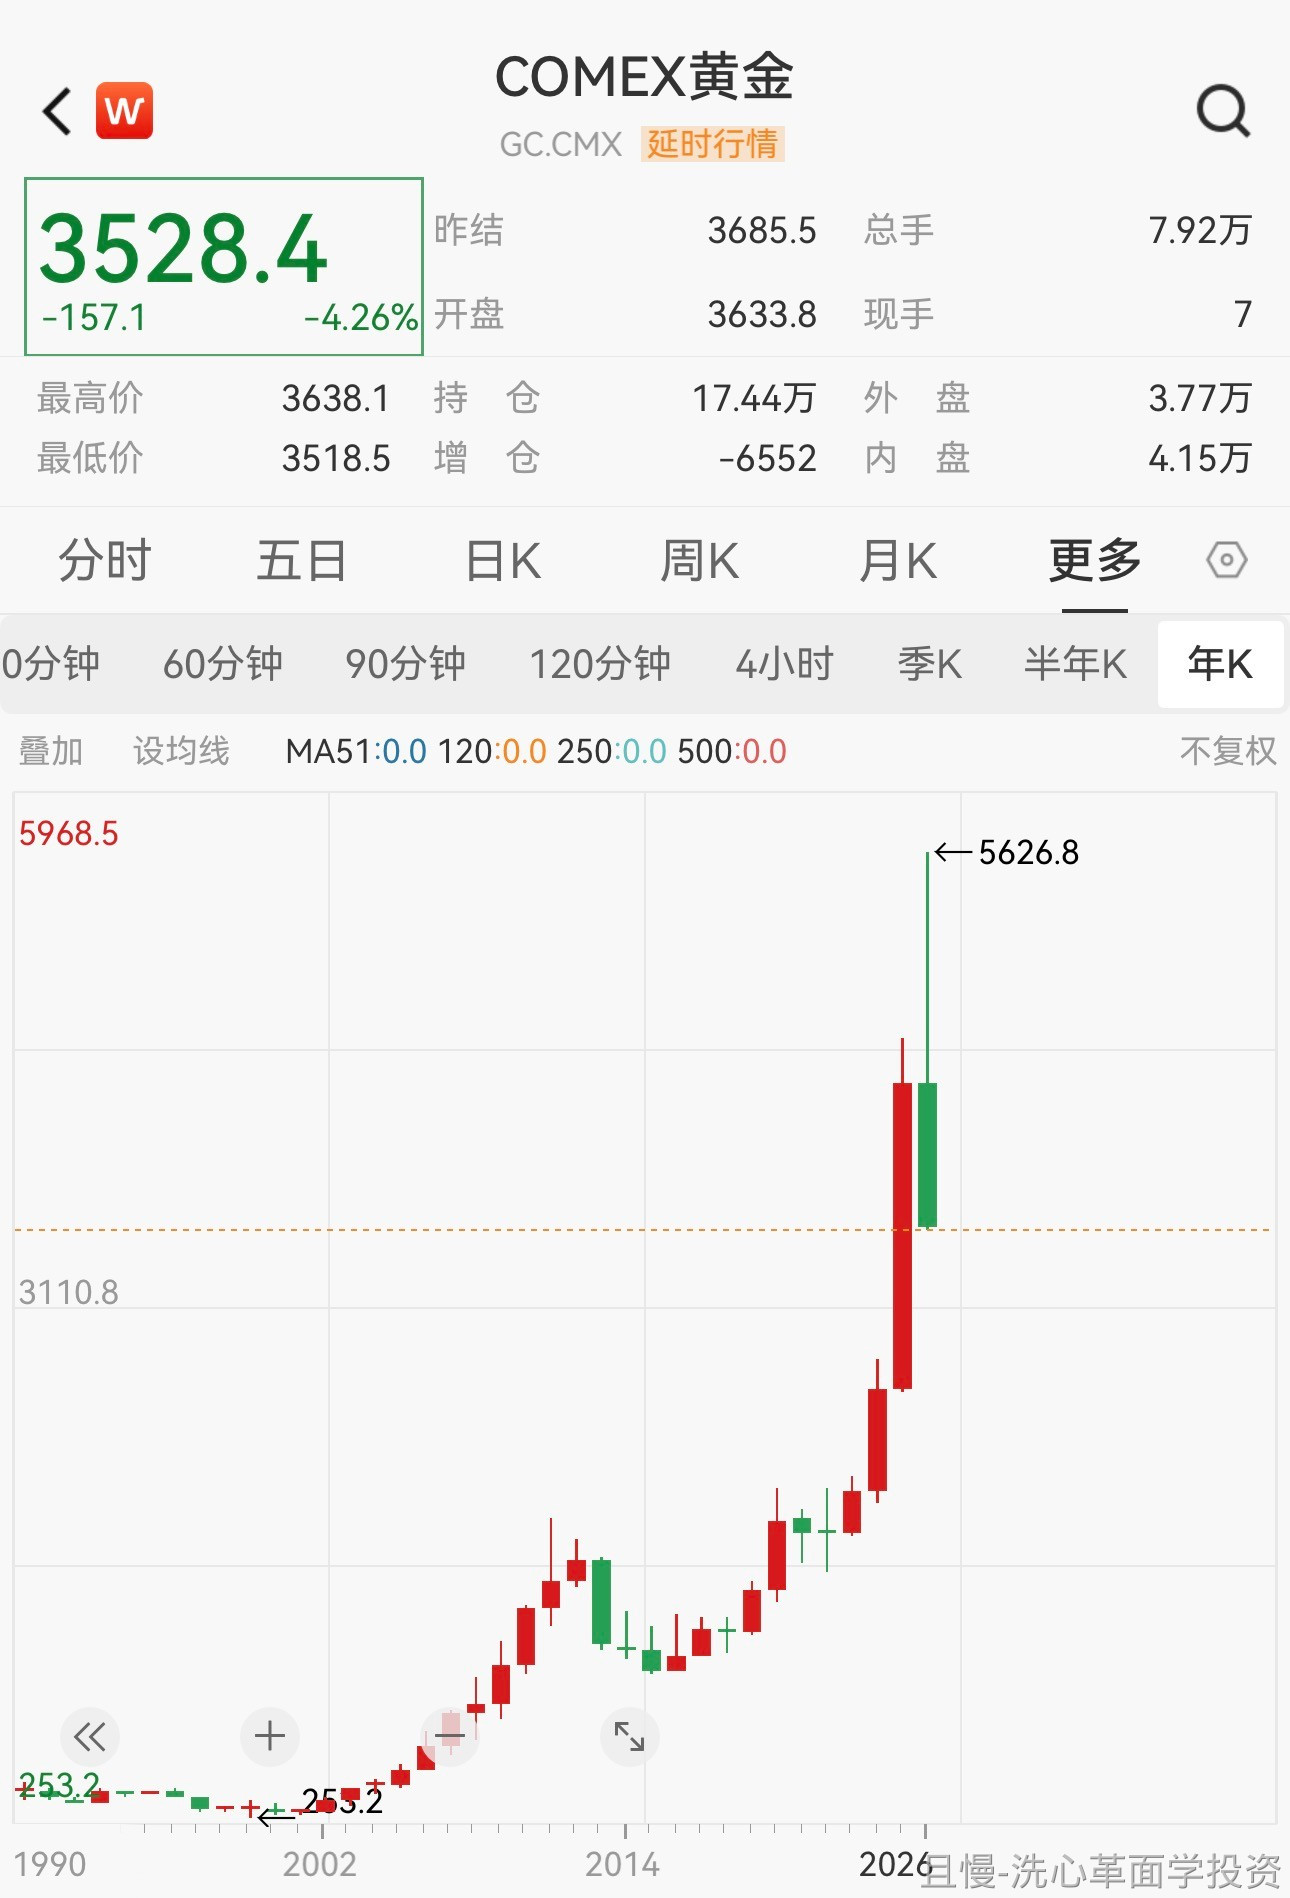 COMEX黄金
W
GC.CMX 延时行情
3528.4
-157.1 -4.26%
昨结 3685.5 总手 7.92万
开盘 3633.8 现手 7
最高价 3638.1 持仓 17.44万 外盘 3.77万
最低价 3518.5 增仓 -6552 内盘 4.15万
分时 五日 日K 周K 月K 更多
0分钟 60分钟 90分钟 120分钟 4小时 季K 半年K 年K
叠加 设均线 MA51:0.0 120:0.0 250:0.0 500:0.0 不复权
5968.5
5626.8
3110.8
253.2
253.2
1990 2002 2014 2026
且慢-洗心革面学投资